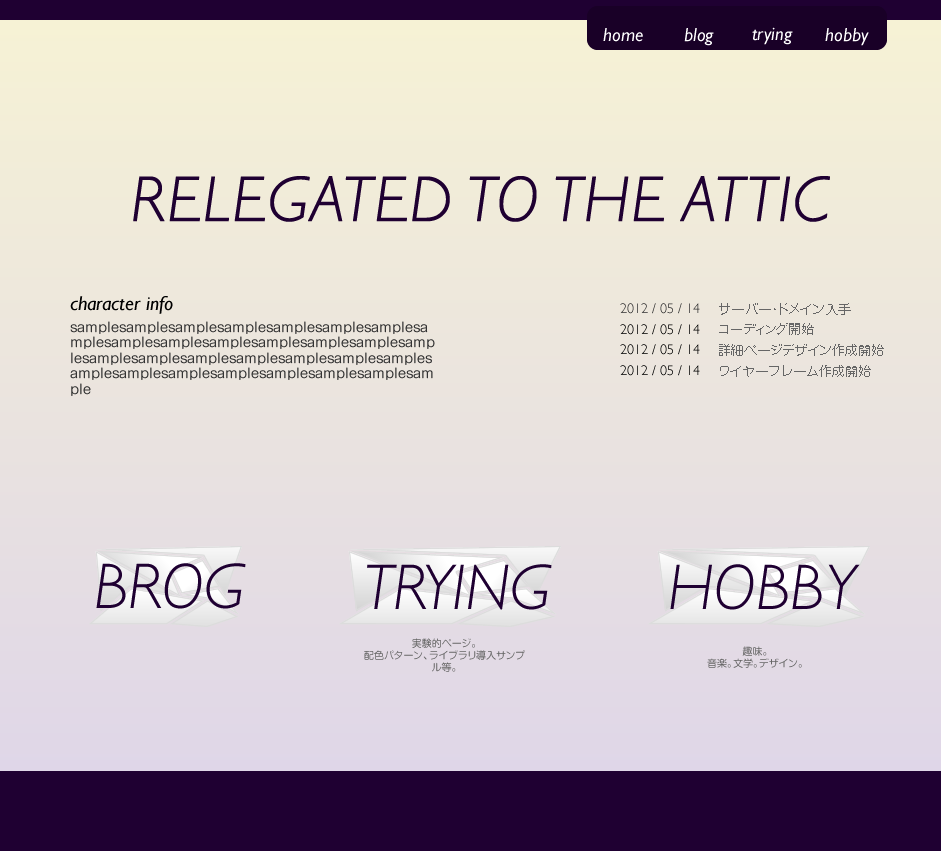 home blog trying hobby
RELEGATED TO THE ATTIC
character info
samplesamplesamplesamplesamplesamplesamplesa
mplesamplesamplesamplesamplesamplesamplesamp
lesamplesamplesamplesamplesamplesamplesamples
amplesamplesamplesamplesamplesamplesamplesam
ple
2012 / 05 / 14 サーバー・ドメイン入手
2012 / 05 / 14 コーディング開始
2012 / 05 / 14 詳細ページデザイン作成開始
2012 / 05 / 14 ワイヤーフレーム作成開始
BROG
TRYING
実験的ページ。
配色パターン、ライブラリ導入サンプ
ル等。
HOBBY
趣味。
音楽。文学。デザイン。